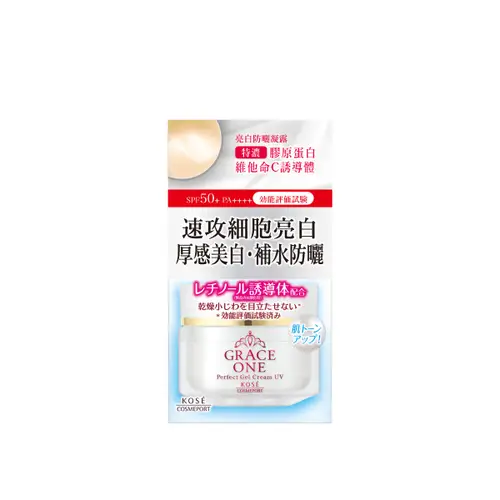 亮白防曬凝露
特濃 膠原蛋白
維他命C誘導體
SPF50+ PA++++ 効能評価試験
速攻細胞亮白
厚感美白·補水防曬
レチノール誘導体配合
乾燥小じわを目立たせない*
*効能評価試験済み
肌トーン
アップ!
GRACE
ONE
Perfect Gel Cream UV
KOSÉ
COSMEPORT
KOSÉ
COSMEPORT